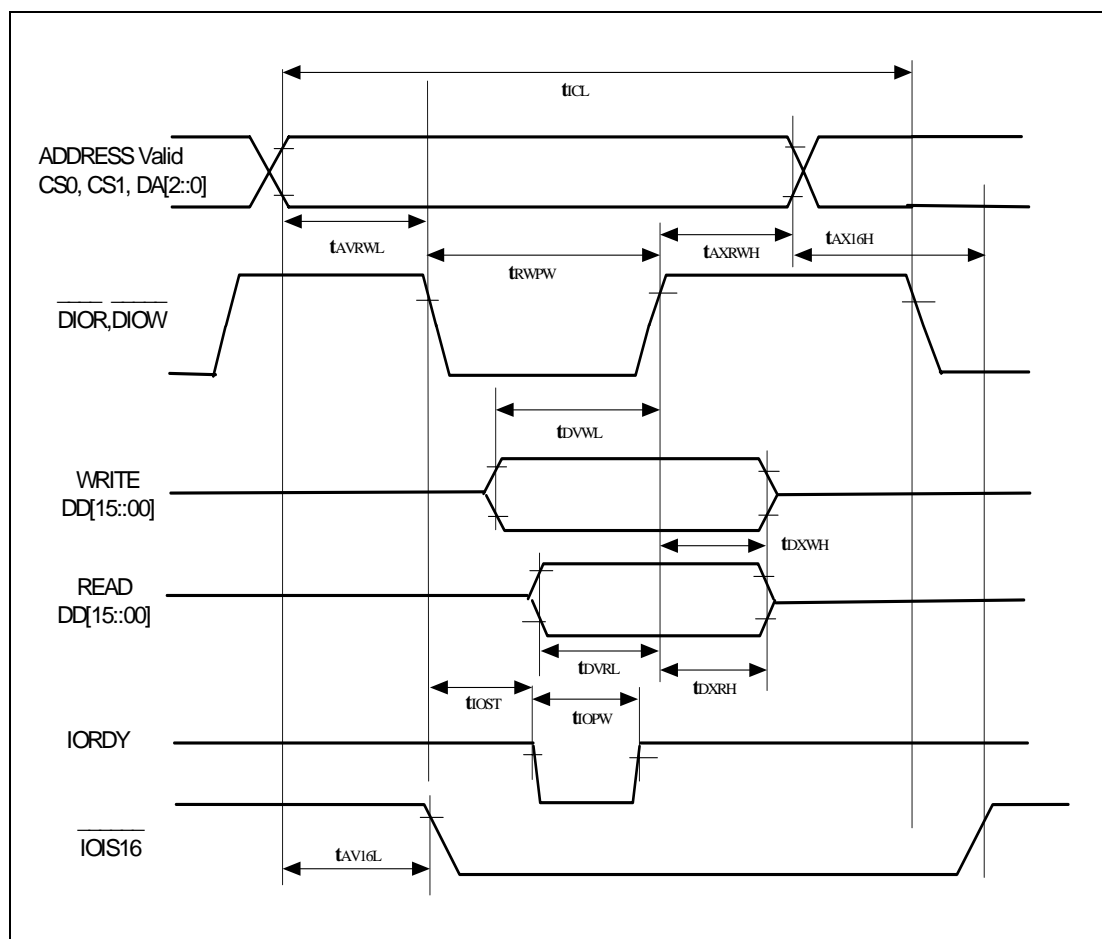 tICL
ADDRESS Valid
CS0, CS1, DA[2::0]
tAVRWL
tRWPW
tAXRWH
tAX16H
DIOR,DIOW
tDVWL
WRITE
DD[15::00]
tDXWH
READ
DD[15::00]
tDVRL
tDXRH
tIOST
tIOPW
IORDY
IOIS16
tAV16L